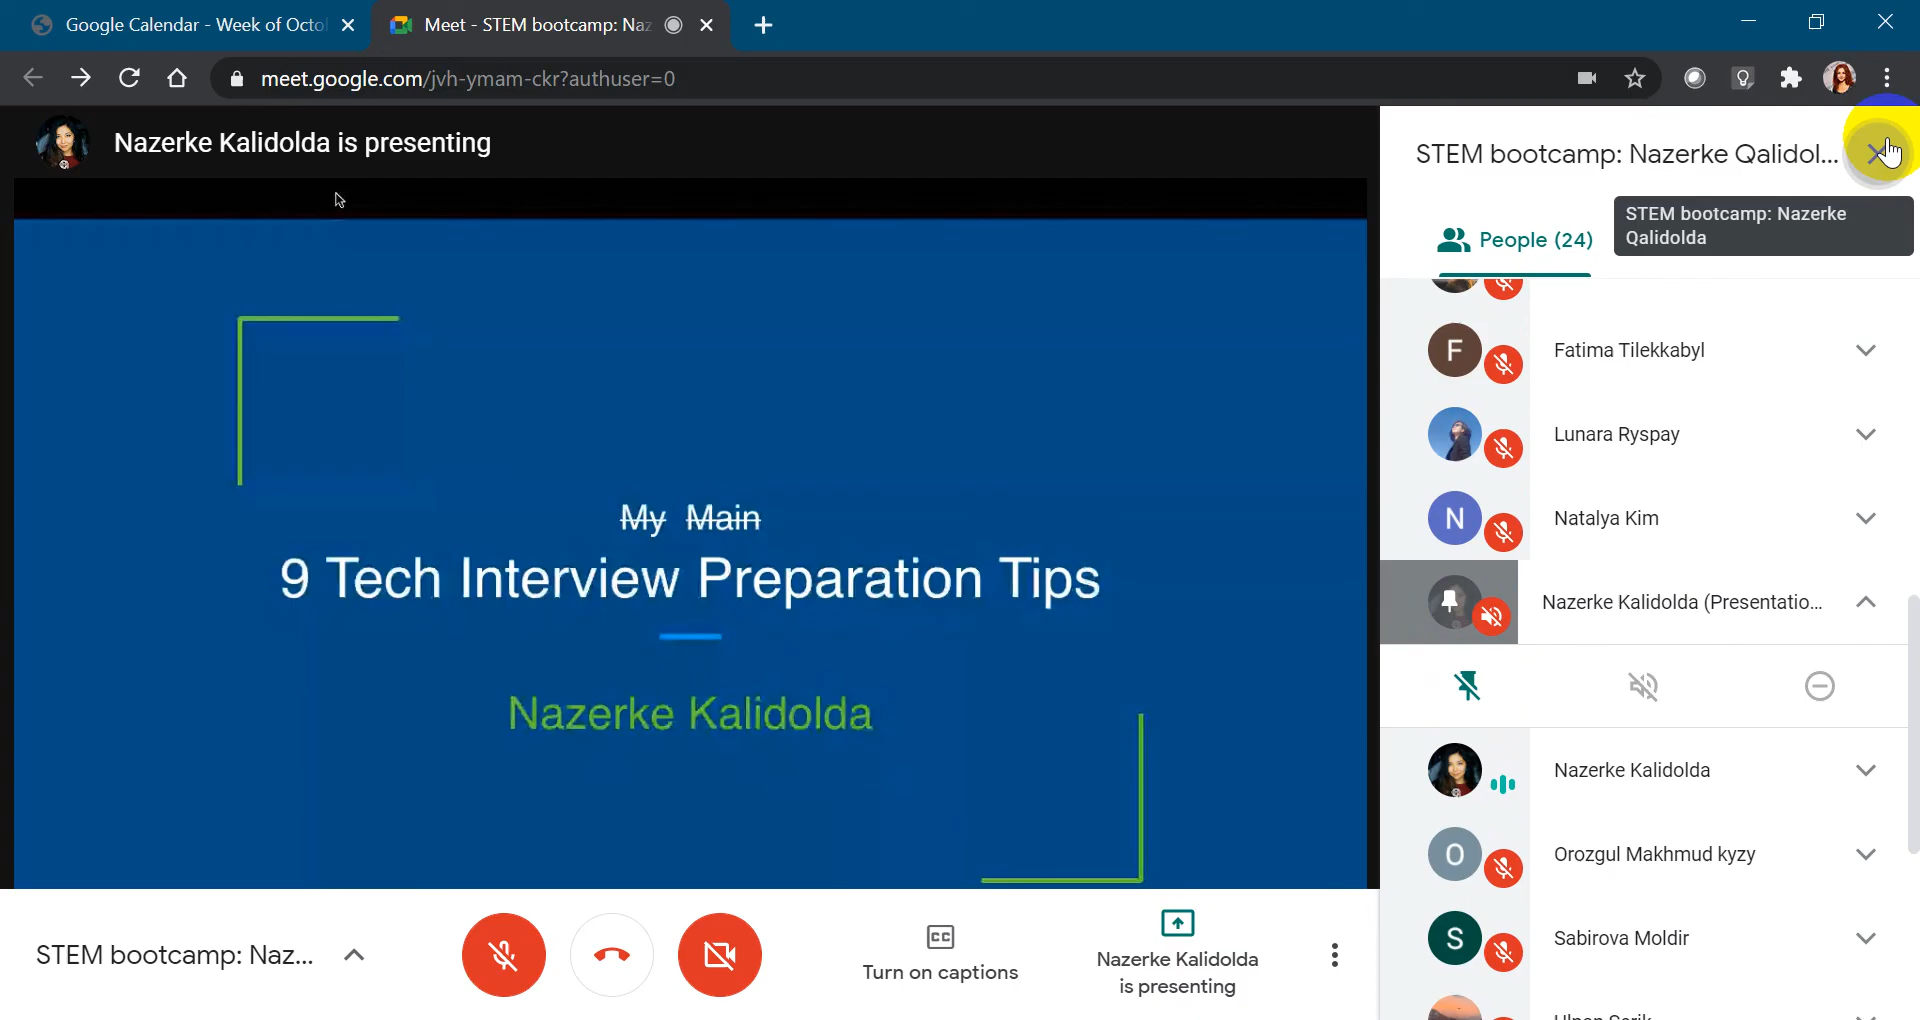 Google Calendar - Week of Octo
Meet - STEM bootcamp: Naz
meet.google.com/jvh-ymam-ckr?authuser=0
Nazerke Kalidolda is presenting
My Main
9 Tech Interview Preparation Tips
Nazerke Kalidolda
STEM bootcamp: Nazerke Qalidol...
STEM bootcamp: Nazerke
Qalidolda
People (24)
F
Fatima Tilekkabyl
Lunara Ryspay
N
Natalya Kim
Nazerke Kalidolda (Presentatio...
Nazerke Kalidolda
O
Orozgul Makhmud kyzy
S
Sabirova Moldir
STEM bootcamp: Naz...
CC
Turn on captions
Nazerke Kalidolda
is presenting